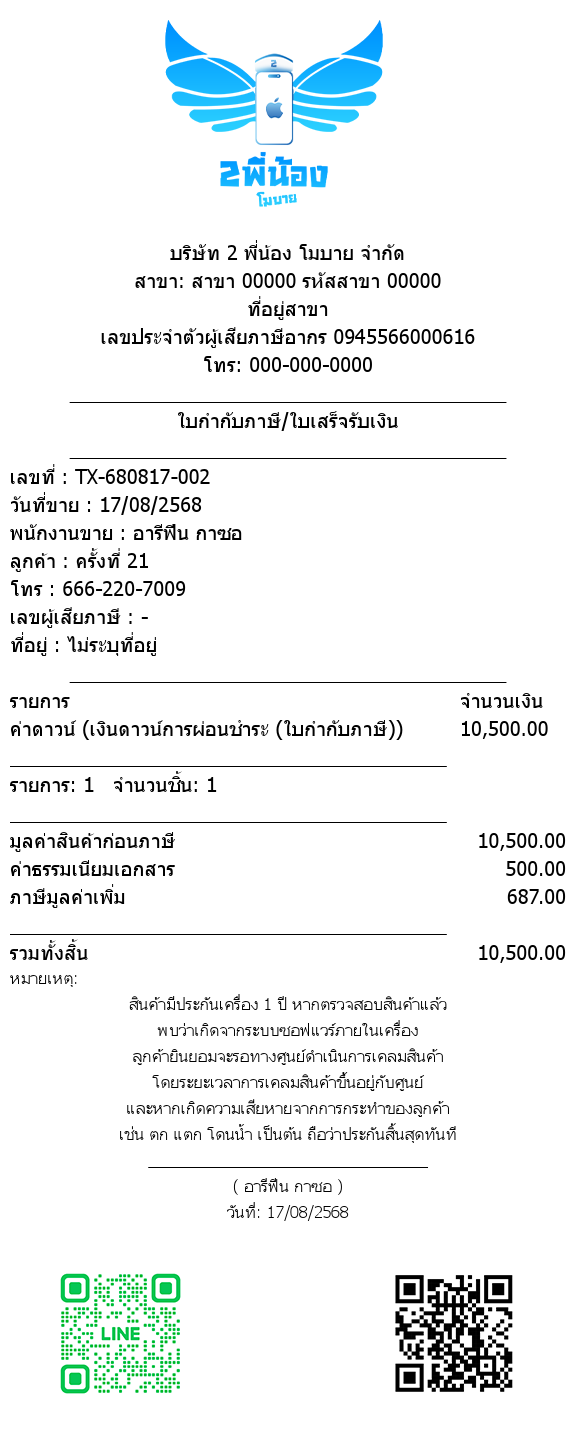 2
2พี่น้อง
โมบาย
บริษัท 2 พี่น้อง โมบาย จำกัด
สาขา: สาขา 00000 รหัสสาขา 00000
ที่อยู่สาขา
เลขประจำตัวผู้เสียภาษีอากร 0945566000616
โทร: 000-000-0000
ใบกำกับภาษี/ใบเสร็จรับเงิน
เลขที่ : TX-680817-002
วันที่ขาย : 17/08/2568
พนักงานขาย : อารีฟีน กาซอ
ลูกค้า : ครั้งที่ 21
โทร : 666-220-7009
เลขผู้เสียภาษี : -
ที่อยู่ : ไม่ระบุที่อยู่
รายการ จำนวนเงิน
ค่าดาวน์ (เงินดาวน์การผ่อนชำระ (ใบกำกับภาษี)) 10,500.00
รายการ: 1 จำนวนชิ้น: 1
มูลค่าสินค้าก่อนภาษี 10,500.00
ค่าธรรมเนียมเอกสาร 500.00
ภาษีมูลค่าเพิ่ม 687.00
รวมทั้งสิ้น 10,500.00
หมายเหตุ:
สินค้ามีประกันเครื่อง 1 ปี หากตรวจสอบสินค้าแล้ว
พบว่าเกิดจากระบบซอฟแวร์ภายในเครื่อง
ลูกค้ายินยอมจะรอทางศูนย์ดำเนินการเคลมสินค้า
โดยระยะเวลาการเคลมสินค้าขึ้นอยู่กับศูนย์
และหากเกิดความเสียหายจากการกระทำของลูกค้า
เช่น ตก แตก โดนน้ำ เป็นต้น ถือว่าประกันสิ้นสุดทันที
( อารีฟีน กาซอ )
วันที่: 17/08/2568
LINE